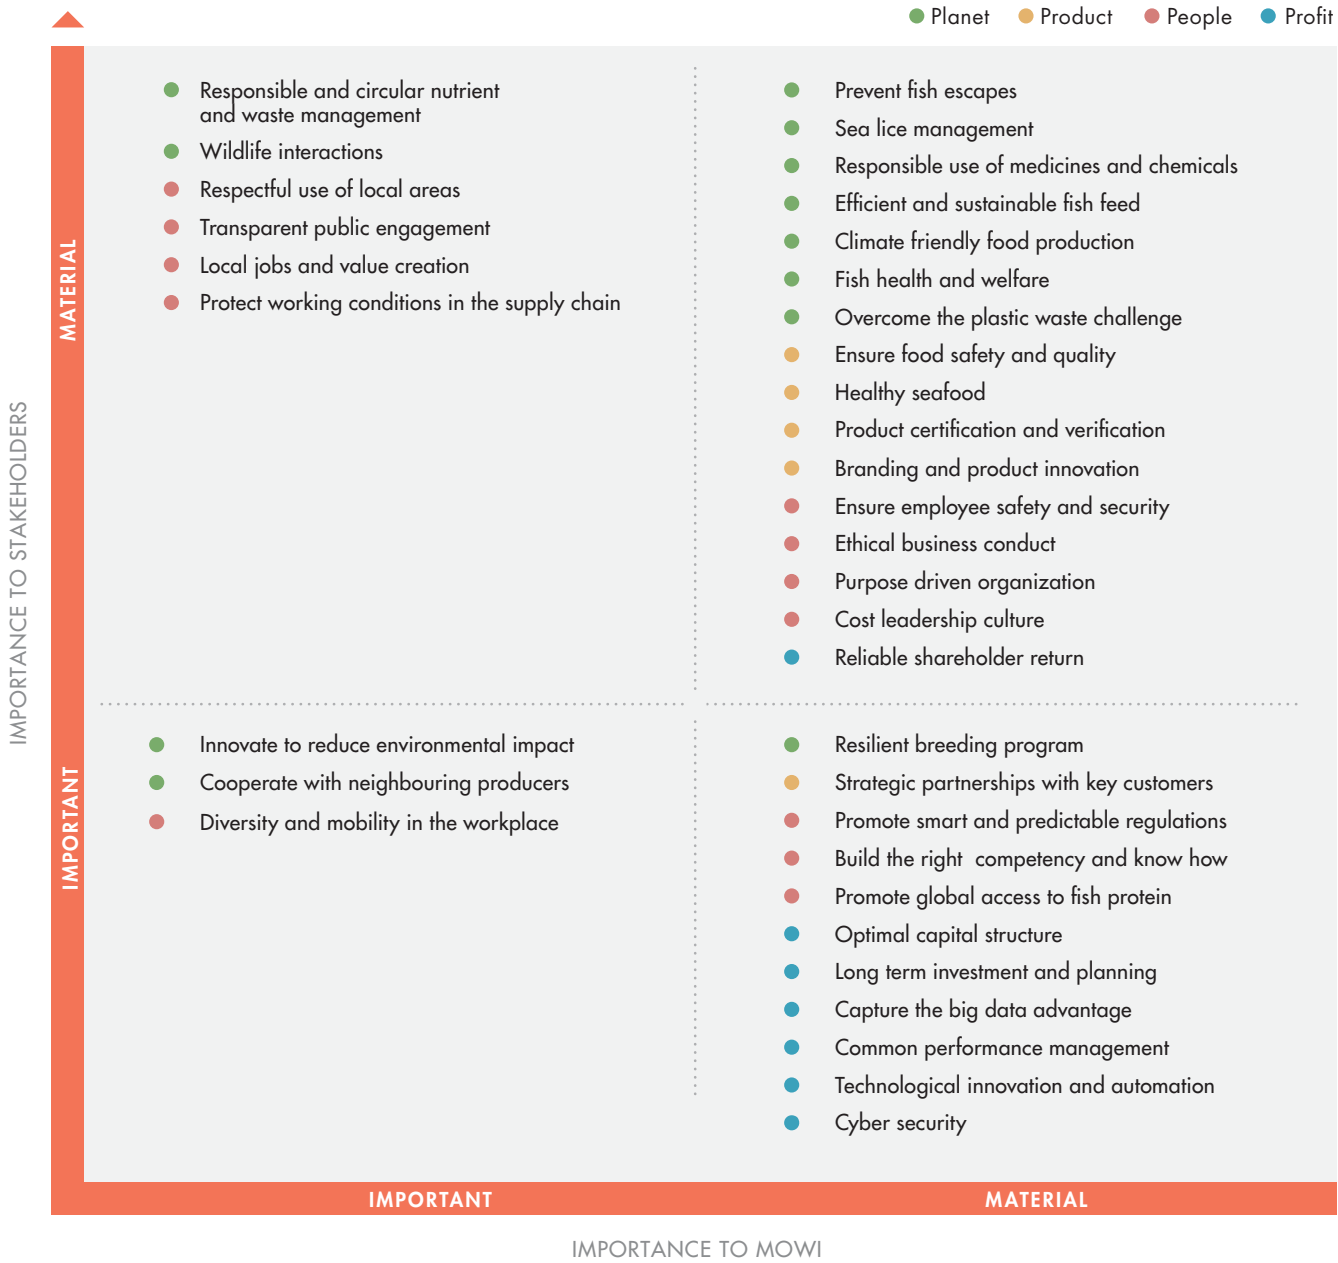 Planet Product People Profit
Responsible and circular nutrient
and waste management
Wildlife interactions
Respectful use of local areas
Transparent public engagement
Local jobs and value creation
Protect working conditions in the supply chain
Prevent fish escapes
Sea lice management
Responsible use of medicines and chemicals
Efficient and sustainable fish feed
Climate friendly food production
Fish health and welfare
Overcome the plastic waste challenge
Ensure food safety and quality
Healthy seafood
Product certification and verification
Branding and product innovation
Ensure employee safety and security
Ethical business conduct
Purpose driven organization
Cost leadership culture
Reliable shareholder return
Innovate to reduce environmental impact
Cooperate with neighbouring producers
Diversity and mobility in the workplace
Resilient breeding program
Strategic partnerships with key customers
Promote smart and predictable regulations
Build the right  competency and know how
Promote global access to fish protein
Optimal capital structure
Long term investment and planning
Capture the big data advantage
Common performance management
Technological innovation and automation
Cyber security
MATERIAL
IMPORTANT
IMPORTANCE TO STAKEHOLDERS
IMPORTANT
MATERIAL
IMPORTANCE TO MOWI